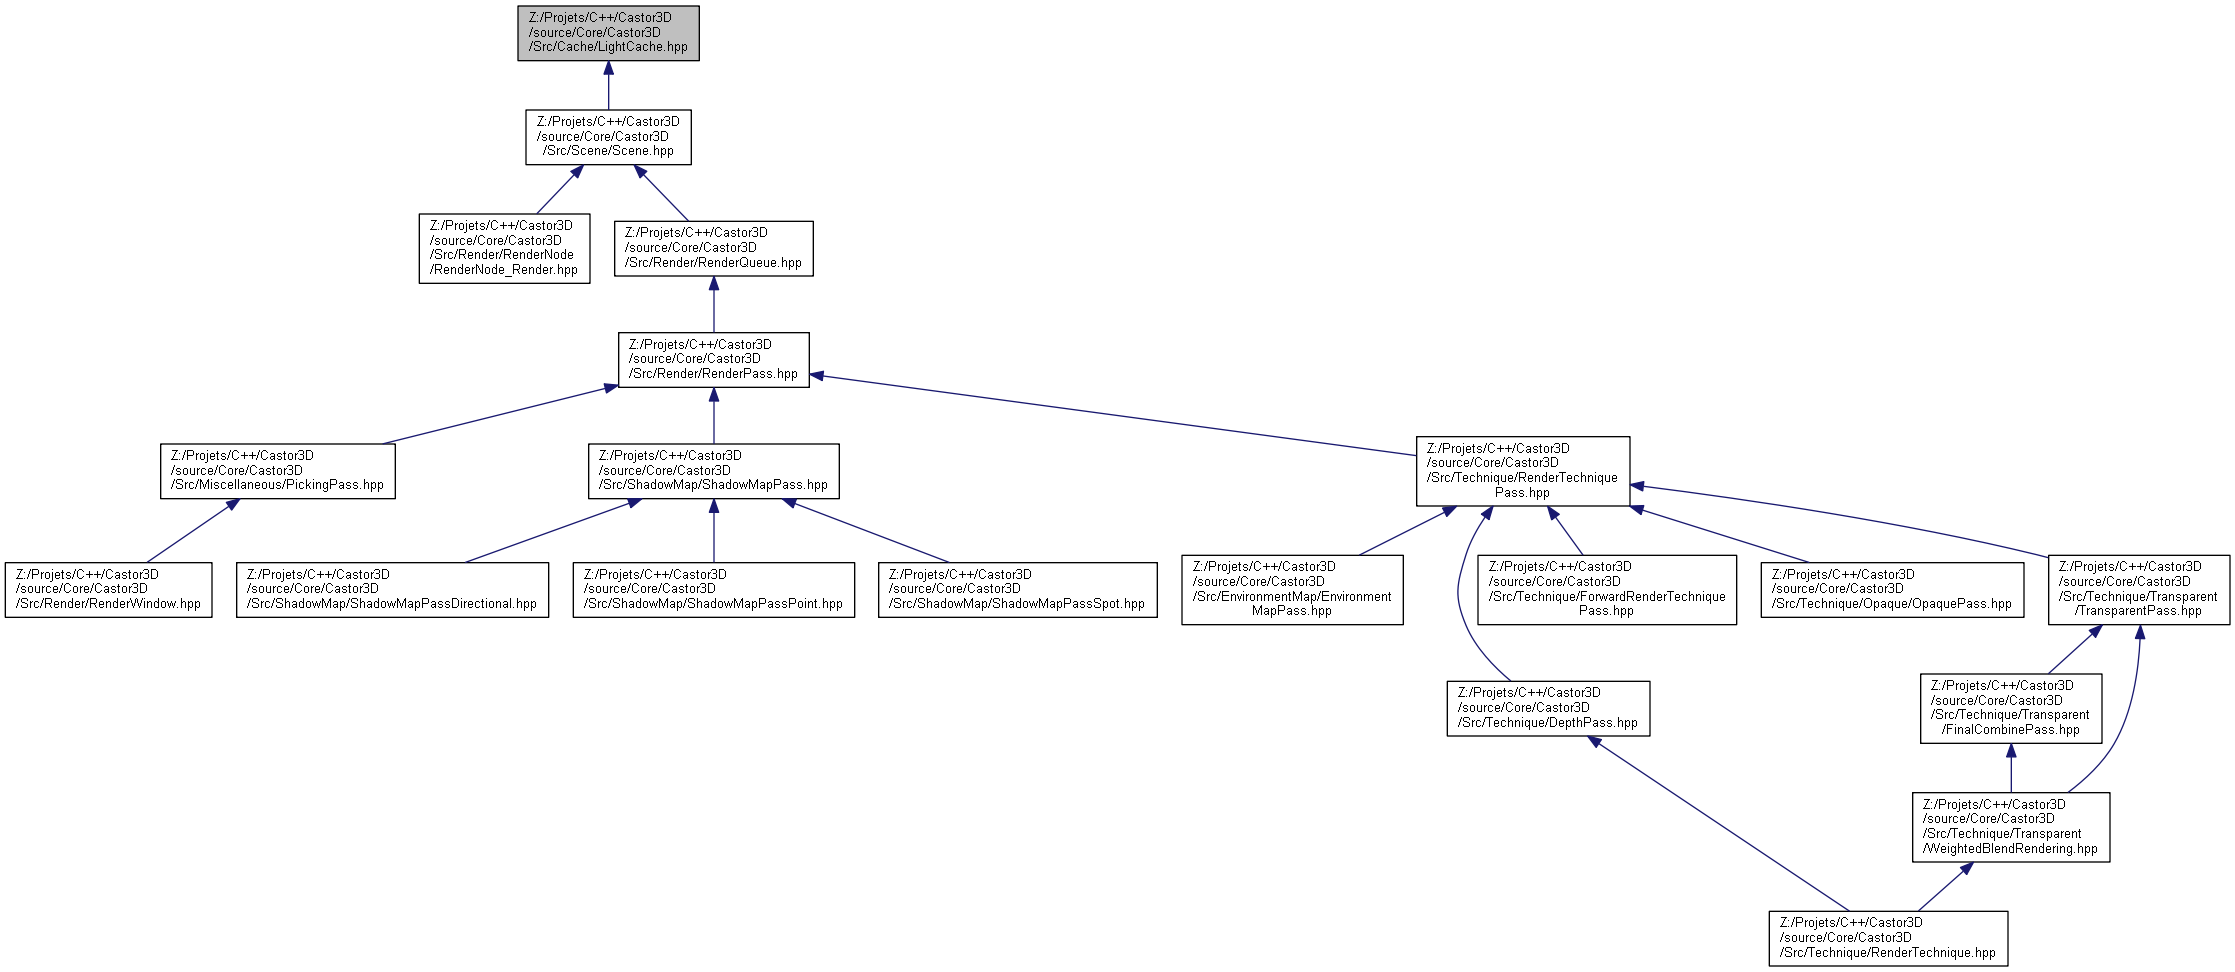 Z:/Projets/C++/Castor3D
/source/Core/Castor3D
/Src/Cache/LightCache.hpp
Z:/Projets/C++/Castor3D
/source/Core/Castor3D
/Src/Scene/Scene.hpp
Z:/Projets/C++/Castor3D
/source/Core/Castor3D
/Src/Render/RenderNode
/RenderNode_Render.hpp
Z:/Projets/C++/Castor3D
/source/Core/Castor3D
/Src/Render/RenderQueue.hpp
Z:/Projets/C++/Castor3D
/source/Core/Castor3D
/Src/Render/RenderPass.hpp
Z:/Projets/C++/Castor3D
/source/Core/Castor3D
/Src/Miscellaneous/PickingPass.hpp
Z:/Projets/C++/Castor3D
/source/Core/Castor3D
/Src/ShadowMap/ShadowMapPass.hpp
Z:/Projets/C++/Castor3D
/source/Core/Castor3D
/Src/Technique/RenderTechnique
Pass.hpp
Z:/Projets/C++/Castor3D
/source/Core/Castor3D
/Src/Render/RenderWindow.hpp
Z:/Projets/C++/Castor3D
/source/Core/Castor3D
/Src/ShadowMap/ShadowMapPassDirectional.hpp
Z:/Projets/C++/Castor3D
/source/Core/Castor3D
/Src/ShadowMap/ShadowMapPassPoint.hpp
Z:/Projets/C++/Castor3D
/source/Core/Castor3D
/Src/ShadowMap/ShadowMapPassSpot.hpp
Z:/Projets/C++/Castor3D
/source/Core/Castor3D
/Src/EnvironmentMap/Environment
MapPass.hpp
Z:/Projets/C++/Castor3D
/source/Core/Castor3D
/Src/Technique/ForwardRenderTechnique
Pass.hpp
Z:/Projets/C++/Castor3D
/source/Core/Castor3D
/Src/Technique/Opaque/OpaquePass.hpp
Z:/Projets/C++/Castor3D
/source/Core/Castor3D
/Src/Technique/Transparent
/TransparentPass.hpp
Z:/Projets/C++/Castor3D
/source/Core/Castor3D
/Src/Technique/DepthPass.hpp
Z:/Projets/C++/Castor3D
/source/Core/Castor3D
/Src/Technique/Transparent
/FinalCombinePass.hpp
Z:/Projets/C++/Castor3D
/source/Core/Castor3D
/Src/Technique/Transparent
/WeightedBlendRendering.hpp
Z:/Projets/C++/Castor3D
/source/Core/Castor3D
/Src/Technique/RenderTechnique.hpp